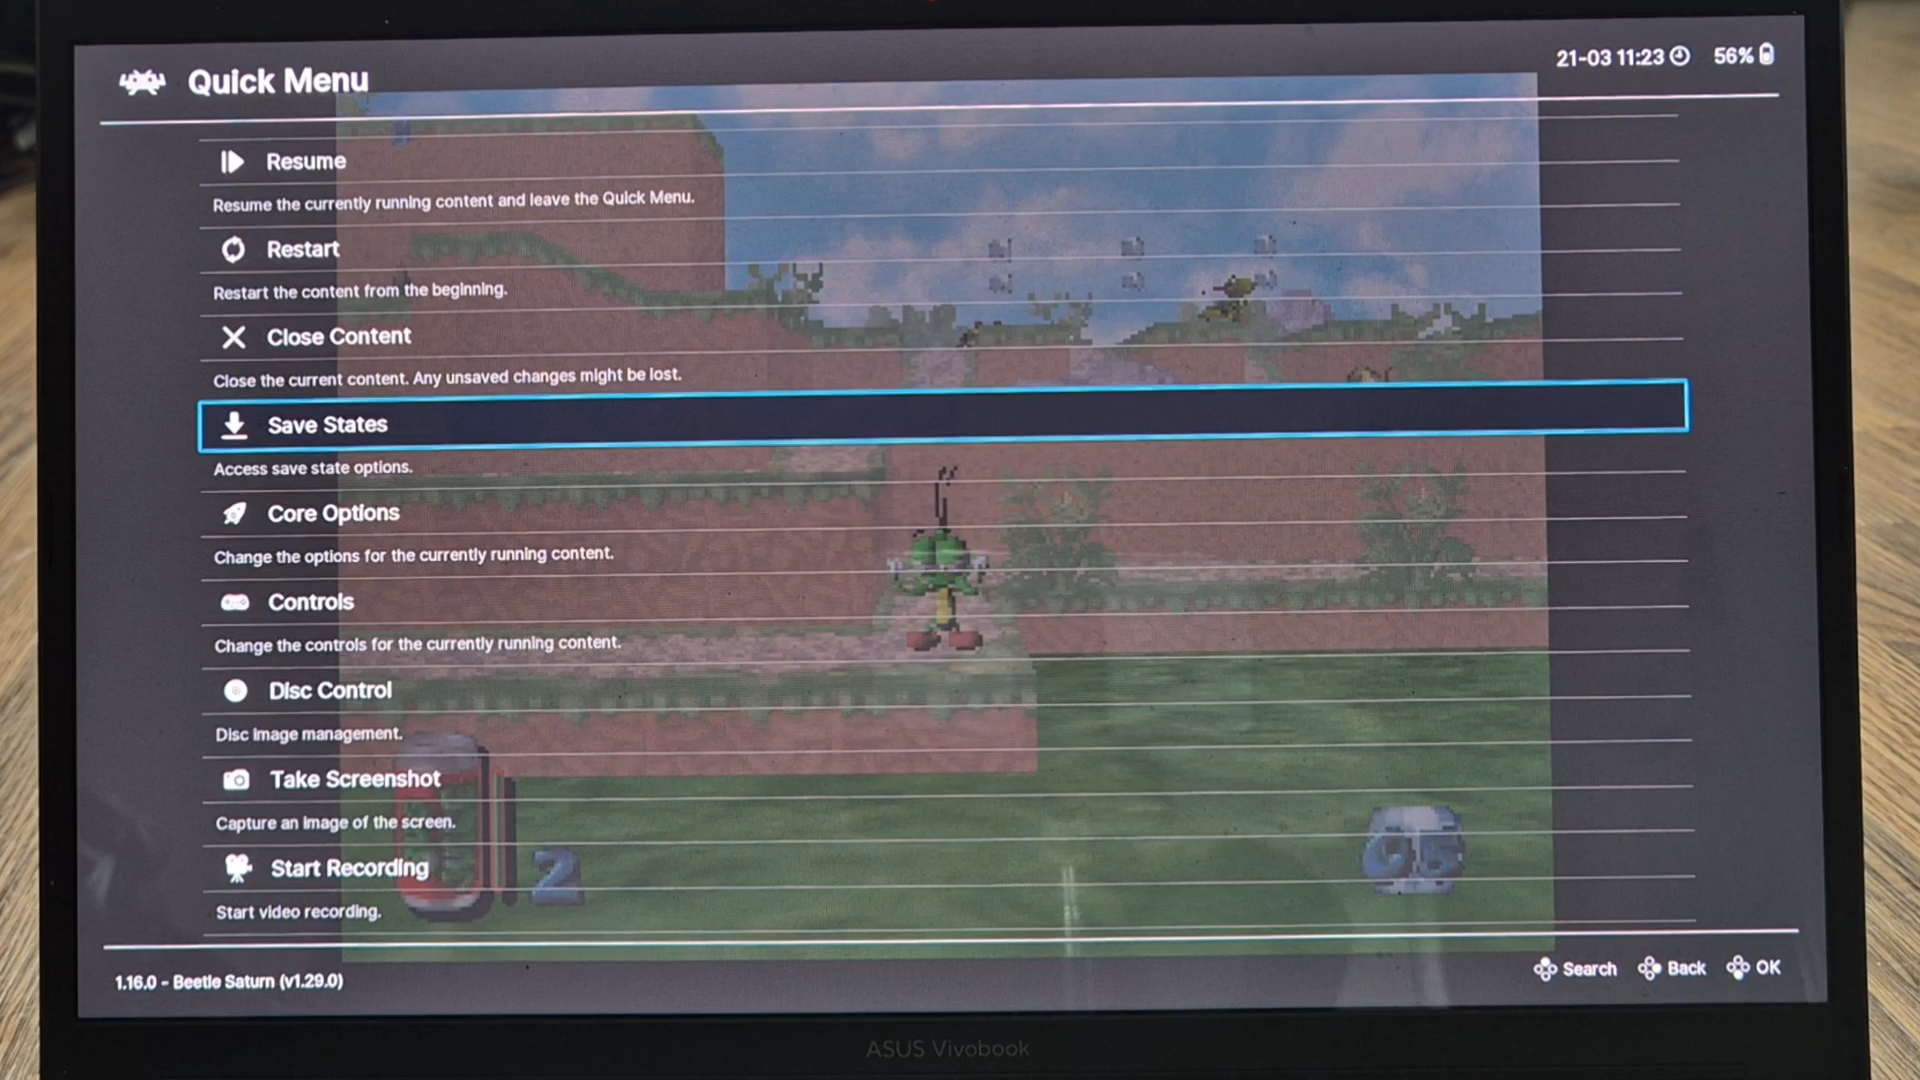 Quick Menu
21-03 11:23
56%
Resume
Resume the currently running content and leave the Quick Menu.
Restart
Restart the content from the beginning.
Close Content
Close the current content. Any unsaved changes might be lost.
Save States
Access save state options.
Core Options
Change the options for the currently running content.
Controls
Change the controls for the currently running content.
Disc Control
Disc image management.
Take Screenshot
Capture an image of the screen.
Start Recording
Start video recording.
2
G5
1.16.0 - Beetle Saturn (v1.29.0)
Search
Back
OK
ASUS Vivobook